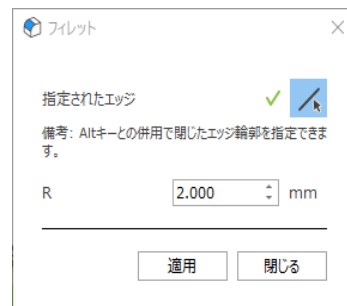 フィレット
指定されたエッジ
備考: Altキーとの併用で閉じたエッジ輪郭を指定できま
す。
R 2.000 mm
適用 閉じる